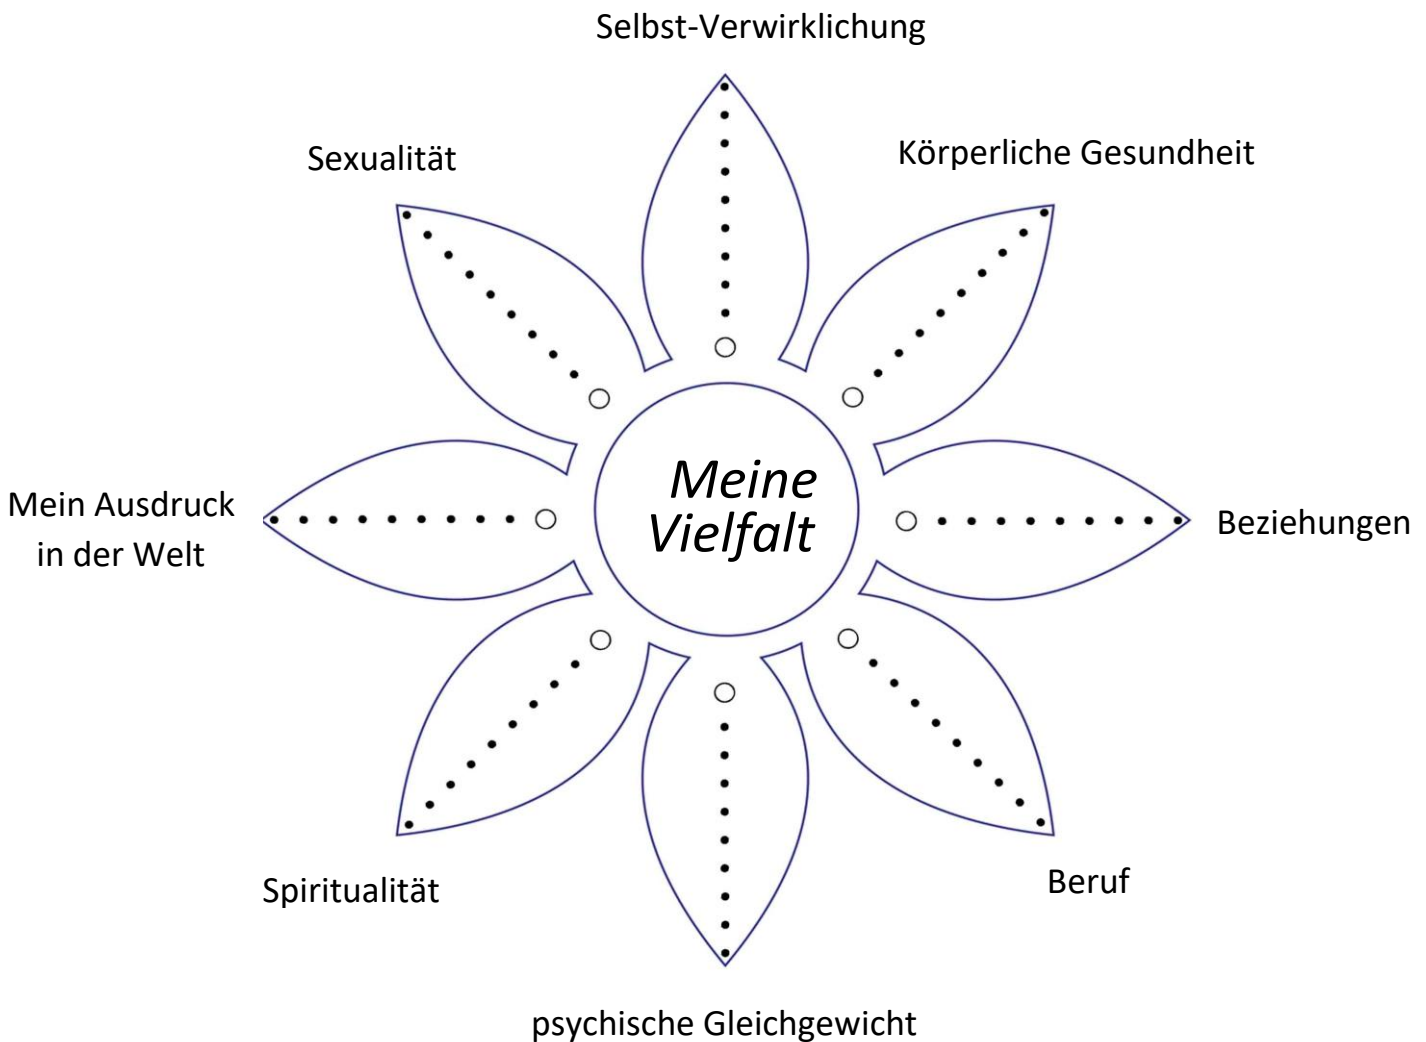 Selbst-Verwirklichung
Körperliche Gesundheit
Sexualität
Meine
Vielfalt
Mein Ausdruck
in der Welt
Beziehungen
Beruf
Spiritualität
psychische Gleichgewicht